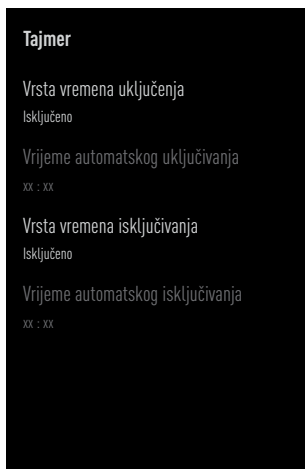 Tajmer
Vrsta vremena uključenja
Isključeno
Vrijeme automatskog uključivanja
xx : xx
Vrsta vremena isključivanja
Isključeno
Vrijeme automatskog isključivanja
xx : xx